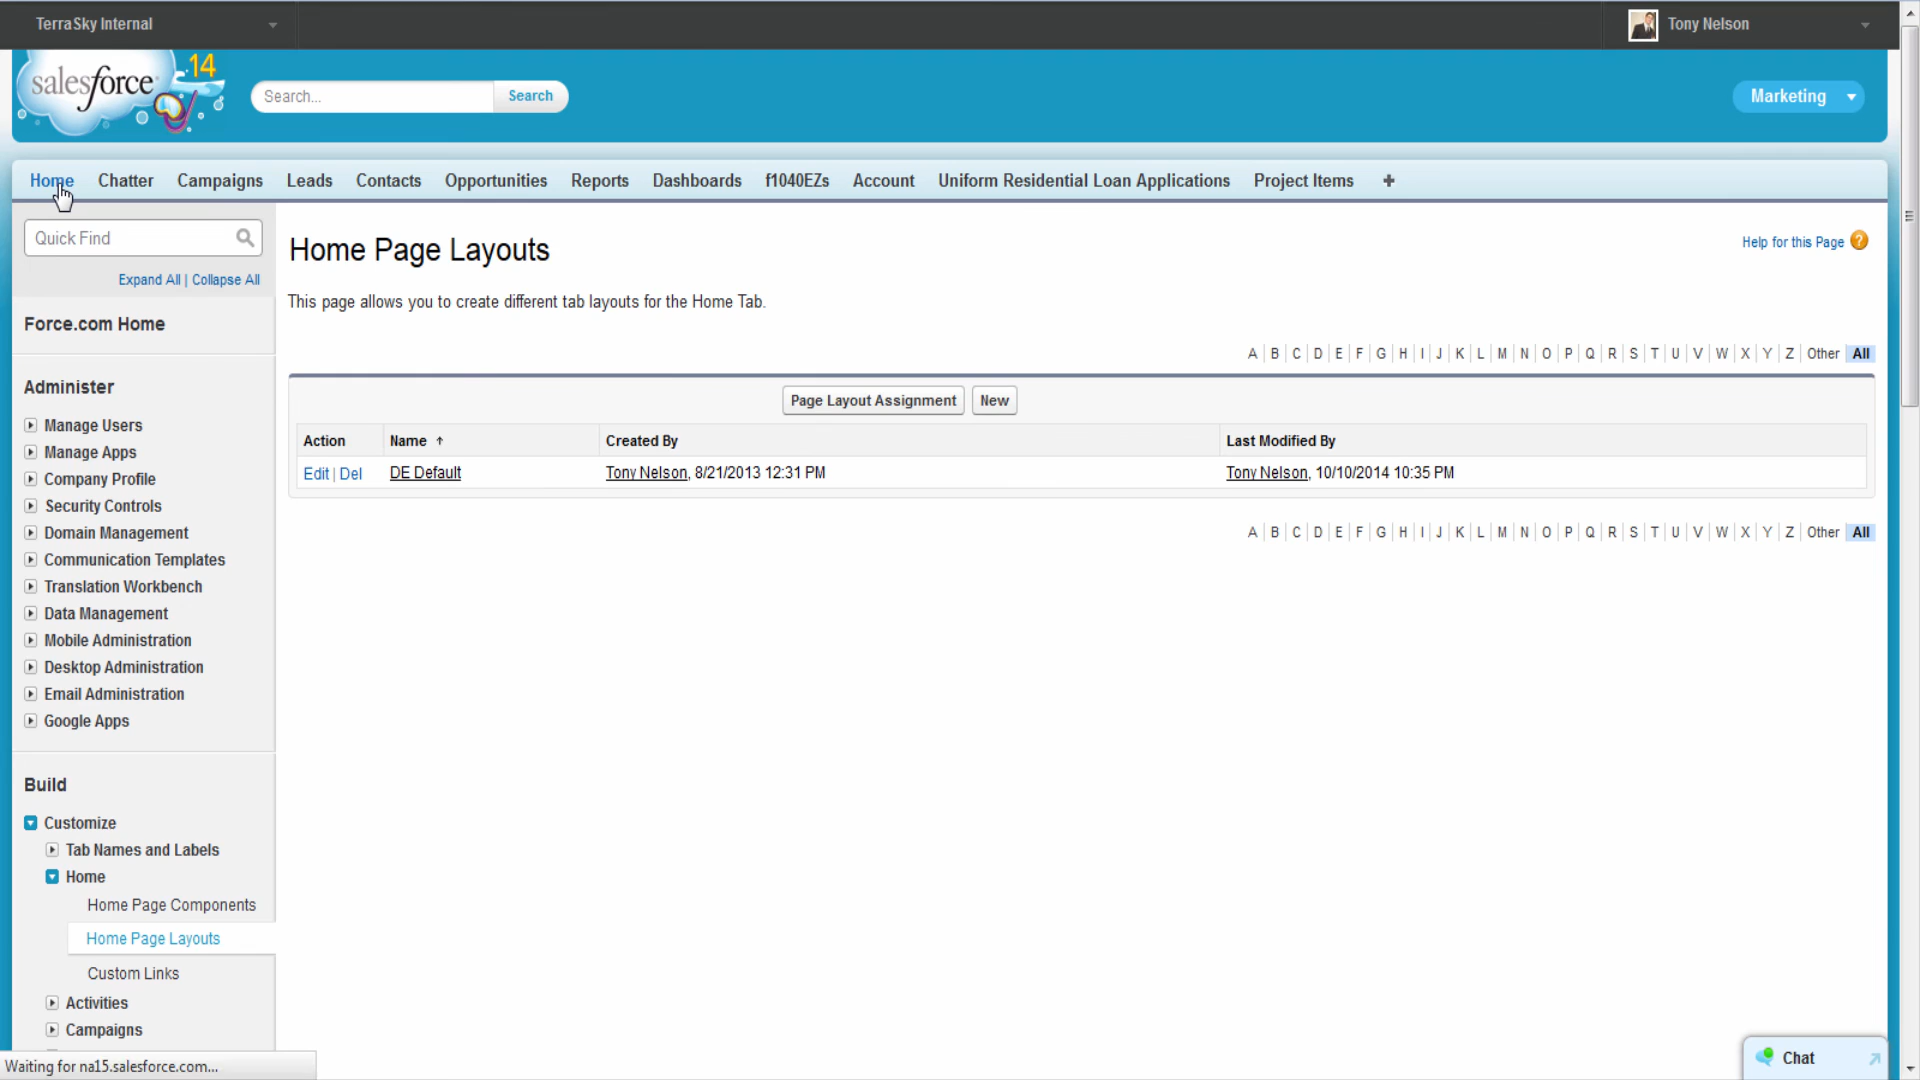 TerraSky Internal
Tony Nelson
salesforce
14
Search...
Search
Marketing
Home
Chatter
Campaigns
Leads
Contacts
Opportunities
Reports
Dashboards
f1040EZs
Account
Uniform Residential Loan Applications
Project Items
+
Quick Find
Expand All | Collapse All
Force.com Home
Administer
Manage Users
Manage Apps
Company Profile
Security Controls
Domain Management
Communication Templates
Translation Workbench
Data Management
Mobile Administration
Desktop Administration
Email Administration
Google Apps
Build
Customize
Tab Names and Labels
Home
Home Page Components
Home Page Layouts
Custom Links
Activities
Campaigns
Waiting for na15.salesforce.com...
Home Page Layouts
Help for this Page ?
This page allows you to create different tab layouts for the Home Tab.
A | B | C | D | E | F | G | H | I | J | K | L | M | N | O | P | Q | R | S | T | U | V | W | X | Y | Z | Other | All
Page Layout Assignment
New
Action
Name ↑
Created By
Last Modified By
Edit | Del
DE Default
Tony Nelson, 8/21/2013 12:31 PM
Tony Nelson, 10/10/2014 10:35 PM
A | B | C | D | E | F | G | H | I | J | K | L | M | N | O | P | Q | R | S | T | U | V | W | X | Y | Z | Other | All
Chat